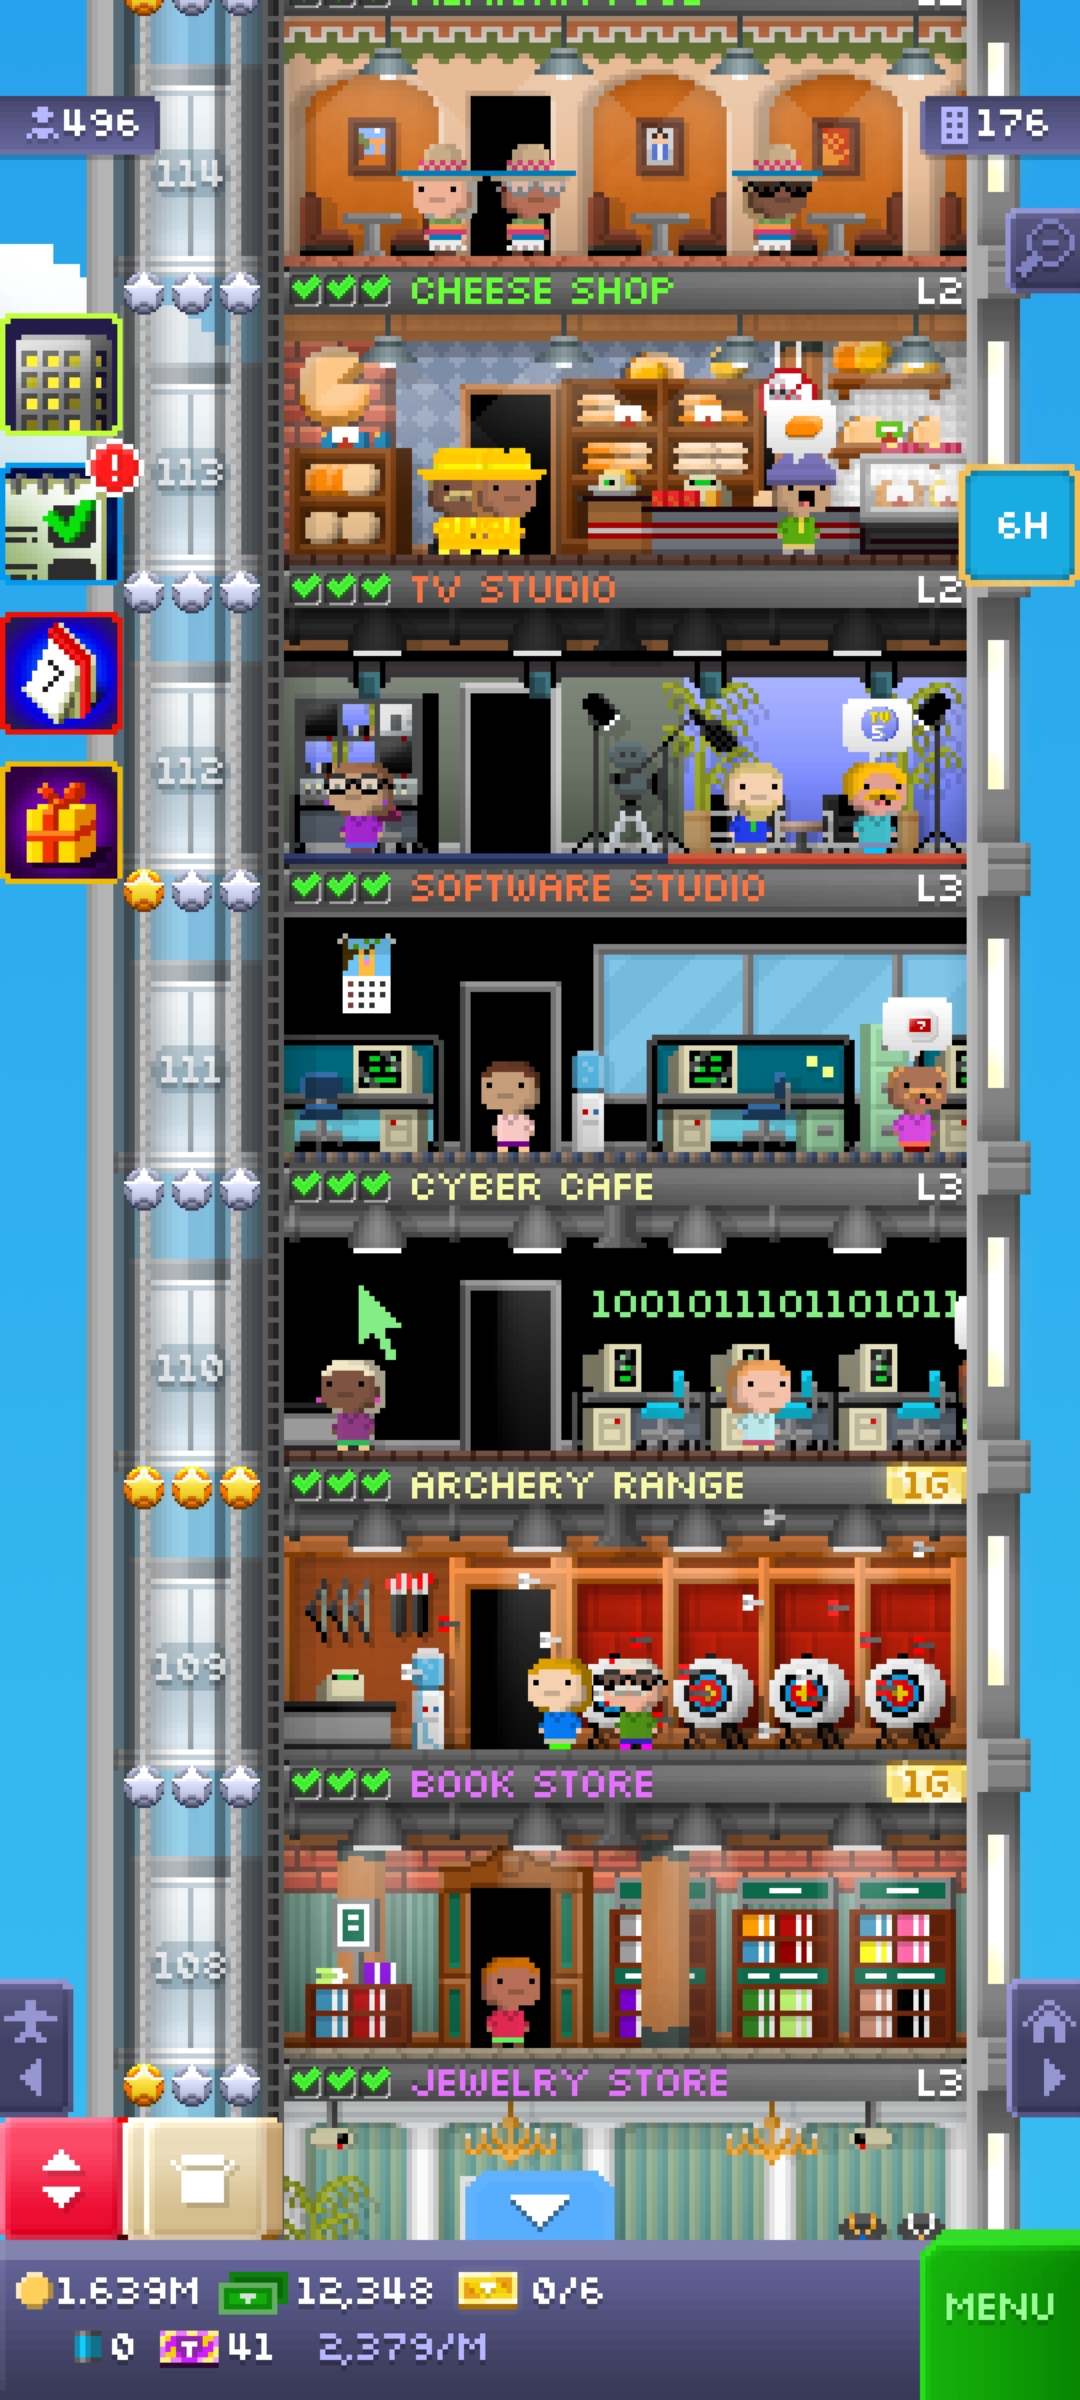 496
176
114
CHEESE SHOP L2
113
6H
TV STUDIO L2
TV
5
7
112
SOFTWARE STUDIO L3
?
111
CYBER CAFE L3
1001011101101011
110
ARCHERY RANGE 1G
109
BOOK STORE 1G
108
JEWELRY STORE L3
1.639M 12,348 0/6
MENU
0 T 41 2,379/M